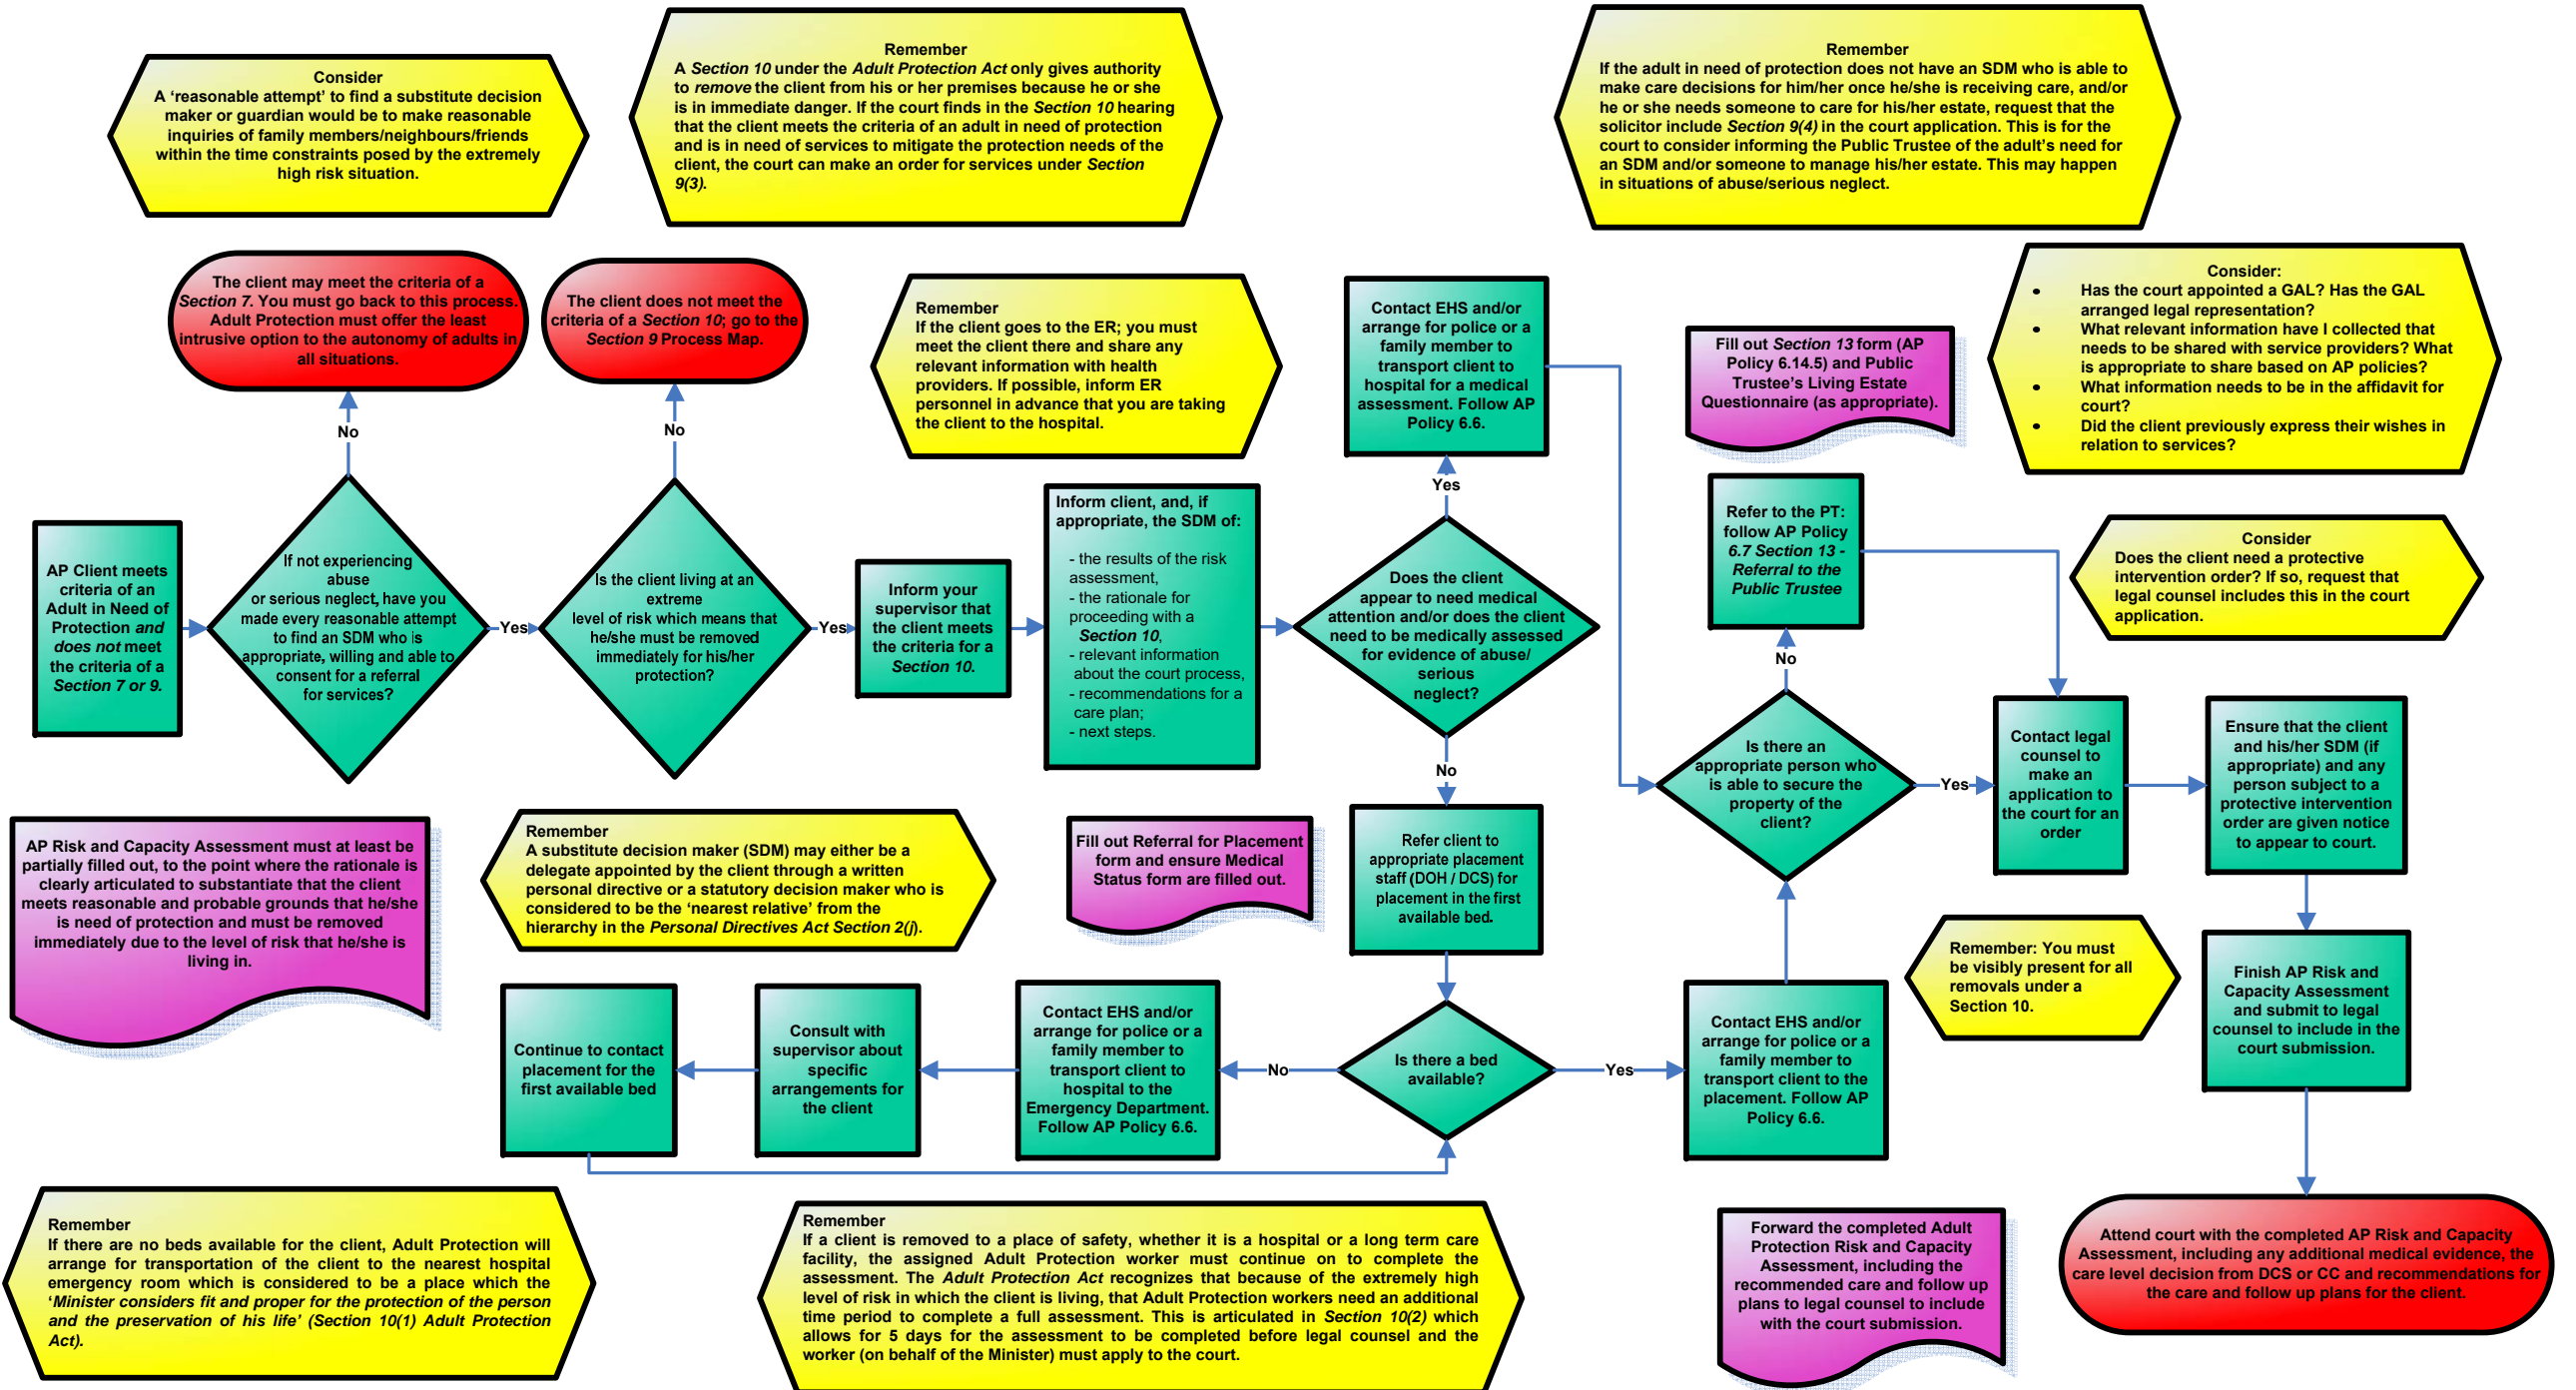 Consider
A ‘reasonable attempt’ to find a substitute decision
maker or guardian would be to make reasonable
inquiries of family members/neighbours/friends
within the time constraints posed by the extremely
high risk situation.
Remember
A Section 10 under the Adult Protection Act only gives authority
to remove the client from his or her premises because he or she
is in immediate danger. If the court finds in the Section 10 hearing
that the client meets the criteria of an adult in need of protection
and is in need of services to mitigate the protection needs of the
client, the court can make an order for services under Section
9(3).
Remember
If the adult in need of protection does not have an SDM who is able to
make care decisions for him/her once he/she is receiving care, and/or
he or she needs someone to care for his/her estate, request that the
solicitor include Section 9(4) in the court application. This is for the
court to consider informing the Public Trustee of the adult’s need for
an SDM and/or someone to manage his/her estate. This may happen
in situations of abuse/serious neglect.
The client may meet the criteria of a
Section 7. You must go back to this process.
Adult Protection must offer the least
intrusive option to the autonomy of adults in
all situations.
The client does not meet the
criteria of a Section 10; go to the
Section 9 Process Map.
Remember
If the client goes to the ER; you must
meet the client there and share any
relevant information with health
providers. If possible, inform ER
personnel in advance that you are taking
the client to the hospital.
Contact EHS and/or
arrange for police or a
family member to
transport client to
hospital for a medical
assessment. Follow AP
Policy 6.6.
Fill out Section 13 form (AP
Policy 6.14.5) and Public
Trustee’s Living Estate
Questionnaire (as appropriate).
Consider:
• Has the court appointed a GAL? Has the GAL
arranged legal representation?
• What relevant information have I collected that
needs to be shared with service providers? What
is appropriate to share based on AP policies?
• What information needs to be in the affidavit for
court?
• Did the client previously express their wishes in
relation to services?
No
No
Yes
AP Client meets
criteria of an
Adult in Need of
Protection and
does not meet
the criteria of a
Section 7 or 9.
If not experiencing
abuse
or serious neglect, have you
made every reasonable attempt
to find an SDM who is
appropriate, willing and able to
consent for a referral
for services?
Yes
Is the client living at an
extreme
level of risk which means that
he/she must be removed
immediately for his/her
protection?
Yes
Inform your
supervisor that
the client meets
the criteria for a
Section 10.
Inform client, and, if
appropriate, the SDM of:
- the results of the risk
assessment,
- the rationale for
proceeding with a
Section 10,
- relevant information
about the court process,
- recommendations for a
care plan;
- next steps.
Does the client
appear to need medical
attention and/or does the client
need to be medically assessed
for evidence of abuse/
serious
neglect?
Refer to the PT:
follow AP Policy
6.7 Section 13 -
Referral to the
Public Trustee
Consider
Does the client need a protective
intervention order? If so, request that
legal counsel includes this in the court
application.
No
No
Is there an
appropriate person who
is able to secure the
property of the
client?
Yes
Contact legal
counsel to
make an
application to
the court for an
order
Ensure that the client
and his/her SDM (if
appropriate) and any
person subject to a
protective intervention
order are given notice
to appear to court.
AP Risk and Capacity Assessment must at least be
partially filled out, to the point where the rationale is
clearly articulated to substantiate that the client
meets reasonable and probable grounds that he/she
is need of protection and must be removed
immediately due to the level of risk that he/she is
living in.
Remember
A substitute decision maker (SDM) may either be a
delegate appointed by the client through a written
personal directive or a statutory decision maker who is
considered to be the ‘nearest relative’ from the
hierarchy in the Personal Directives Act Section 2(j).
Fill out Referral for Placement
form and ensure Medical
Status form are filled out.
Refer client to
appropriate placement
staff (DOH / DCS) for
placement in the first
available bed.
Remember: You must
be visibly present for all
removals under a
Section 10.
Finish AP Risk and
Capacity Assessment
and submit to legal
counsel to include in the
court submission.
Continue to contact
placement for the
first available bed
Consult with
supervisor about
specific
arrangements for
the client
Contact EHS and/or
arrange for police or a
family member to
transport client to
hospital to the
Emergency Department.
Follow AP Policy 6.6.
No
Is there a bed
available?
Yes
Contact EHS and/or
arrange for police or a
family member to
transport client to the
placement. Follow AP
Policy 6.6.
Remember
If there are no beds available for the client, Adult Protection will
arrange for transportation of the client to the nearest hospital
emergency room which is considered to be a place which the
‘Minister considers fit and proper for the protection of the person
and the preservation of his life’ (Section 10(1) Adult Protection
Act).
Remember
If a client is removed to a place of safety, whether it is a hospital or a long term care
facility, the assigned Adult Protection worker must continue on to complete the
assessment. The Adult Protection Act recognizes that because of the extremely high
level of risk in which the client is living, that Adult Protection workers need an additional
time period to complete a full assessment. This is articulated in Section 10(2) which
allows for 5 days for the assessment to be completed before legal counsel and the
worker (on behalf of the Minister) must apply to the court.
Forward the completed Adult
Protection Risk and Capacity
Assessment, including the
recommended care and follow up
plans to legal counsel to include
with the court submission.
Attend court with the completed AP Risk and Capacity
Assessment, including any additional medical evidence, the
care level decision from DCS or CC and recommendations for
the care and follow up plans for the client.